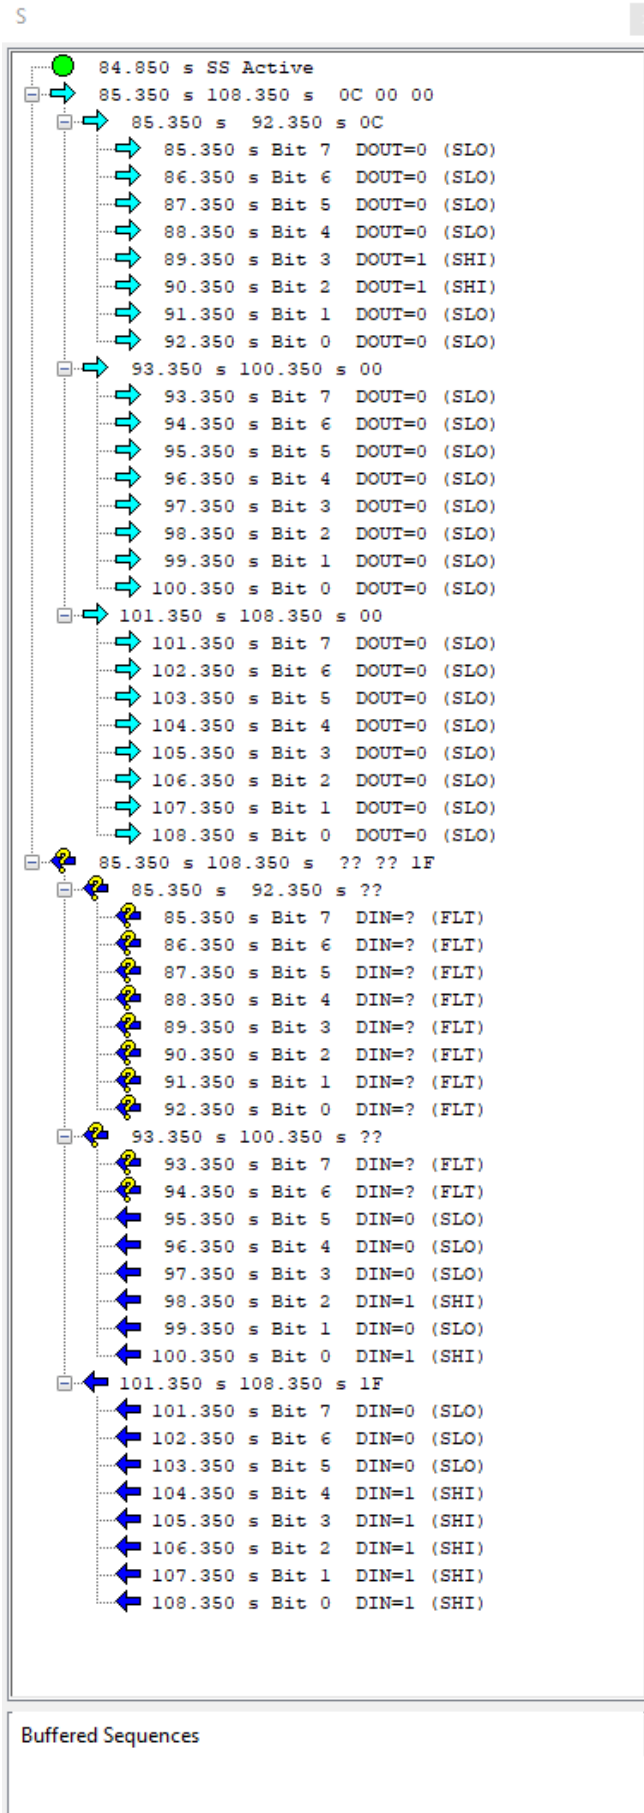 S
84.850 s SS Active
85.350 s 108.350 s 0C 00 00
85.350 s 92.350 s 0C
85.350 s Bit 7 DOUT=0 (SLO)
86.350 s Bit 6 DOUT=0 (SLO)
87.350 s Bit 5 DOUT=0 (SLO)
88.350 s Bit 4 DOUT=0 (SLO)
89.350 s Bit 3 DOUT=1 (SHI)
90.350 s Bit 2 DOUT=1 (SHI)
91.350 s Bit 1 DOUT=0 (SLO)
92.350 s Bit 0 DOUT=0 (SLO)
93.350 s 100.350 s 00
93.350 s Bit 7 DOUT=0 (SLO)
94.350 s Bit 6 DOUT=0 (SLO)
95.350 s Bit 5 DOUT=0 (SLO)
96.350 s Bit 4 DOUT=0 (SLO)
97.350 s Bit 3 DOUT=0 (SLO)
98.350 s Bit 2 DOUT=0 (SLO)
99.350 s Bit 1 DOUT=0 (SLO)
100.350 s Bit 0 DOUT=0 (SLO)
101.350 s 108.350 s 00
101.350 s Bit 7 DOUT=0 (SLO)
102.350 s Bit 6 DOUT=0 (SLO)
103.350 s Bit 5 DOUT=0 (SLO)
104.350 s Bit 4 DOUT=0 (SLO)
105.350 s Bit 3 DOUT=0 (SLO)
106.350 s Bit 2 DOUT=0 (SLO)
107.350 s Bit 1 DOUT=0 (SLO)
108.350 s Bit 0 DOUT=0 (SLO)
85.350 s 108.350 s ?? ?? 1F
85.350 s 92.350 s ??
85.350 s Bit 7 DIN=? (FLT)
86.350 s Bit 6 DIN=? (FLT)
87.350 s Bit 5 DIN=? (FLT)
88.350 s Bit 4 DIN=? (FLT)
89.350 s Bit 3 DIN=? (FLT)
90.350 s Bit 2 DIN=? (FLT)
91.350 s Bit 1 DIN=? (FLT)
92.350 s Bit 0 DIN=? (FLT)
93.350 s 100.350 s ??
93.350 s Bit 7 DIN=? (FLT)
94.350 s Bit 6 DIN=? (FLT)
95.350 s Bit 5 DIN=0 (SLO)
96.350 s Bit 4 DIN=0 (SLO)
97.350 s Bit 3 DIN=0 (SLO)
98.350 s Bit 2 DIN=1 (SHI)
99.350 s Bit 1 DIN=0 (SLO)
100.350 s Bit 0 DIN=1 (SHI)
101.350 s 108.350 s 1F
101.350 s Bit 7 DIN=0 (SLO)
102.350 s Bit 6 DIN=0 (SLO)
103.350 s Bit 5 DIN=0 (SLO)
104.350 s Bit 4 DIN=1 (SHI)
105.350 s Bit 3 DIN=1 (SHI)
106.350 s Bit 2 DIN=1 (SHI)
107.350 s Bit 1 DIN=1 (SHI)
108.350 s Bit 0 DIN=1 (SHI)
Buffered Sequences